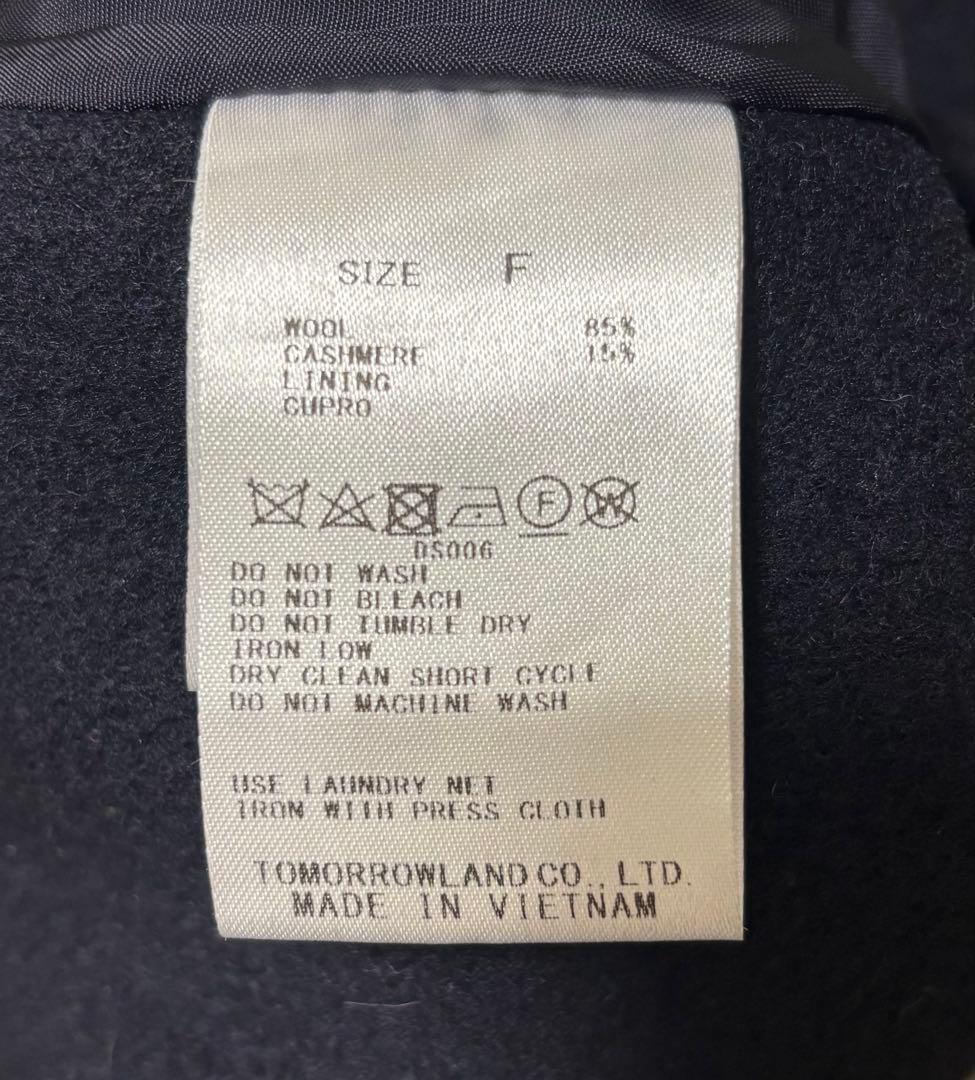 SIZE F
WOOL 85%
CASHMERE 15%
LINING
CUPRO
F W
DS006
DO NOT WASH
DO NOT BLEACH
DO NOT TUMBLE DRY
IRON LOW
DRY CLEAN SHORT CYCLE
DO NOT MACHINE WASH
USE LAUNDRY NET
IRON WITH PRESS CLOTH
TOMORROWLAND CO., LTD.
MADE IN VIETNAM